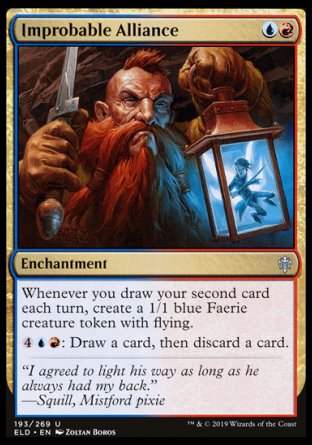 Improbable Alliance
Enchantment
Whenever you draw your second card
each turn, create a 1/1 blue Faerie
creature token with flying.
4 : Draw a card, then discard a card.
“I agreed to light his way as long as he
always had my back.”
—Squill, Mistford pixie
193/269 U
ELD • EN Zoltan Boros
™ & © 2019 Wizards of the Coast